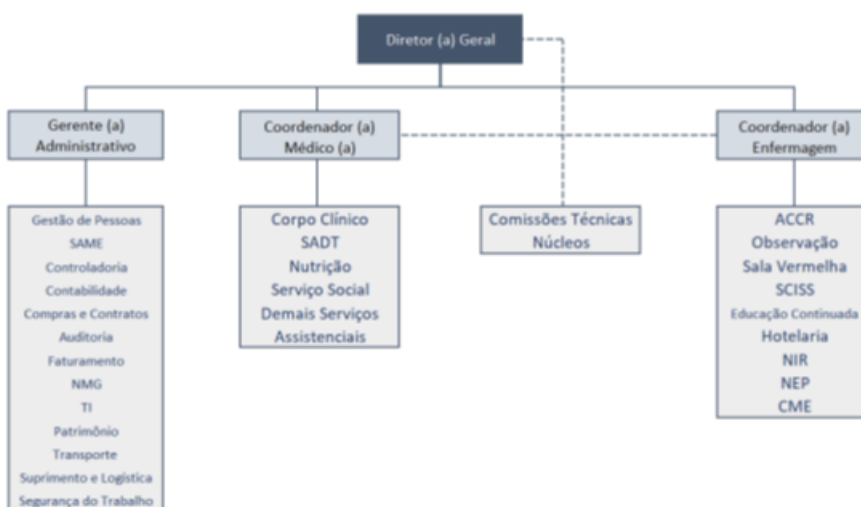 Diretor (a) Geral
Gerente (a)
Administrativo
Coordenador (a)
Médico (a)
Coordenador (a)
Enfermagem
Gestão de Pessoas
SAME
Controladoria
Contabilidade
Compras e Contratos
Auditoria
Faturamento
NMG
TI
Patrimônio
Transporte
Suprimento e Logística
Segurança do Trabalho
Corpo Clínico
SADT
Nutrição
Serviço Social
Demais Serviços
Assistenciais
Comissões Técnicas
Núcleos
ACCR
Observação
Sala Vermelha
SCISS
Educação Continuada
Hotelaria
NIR
NEP
CME